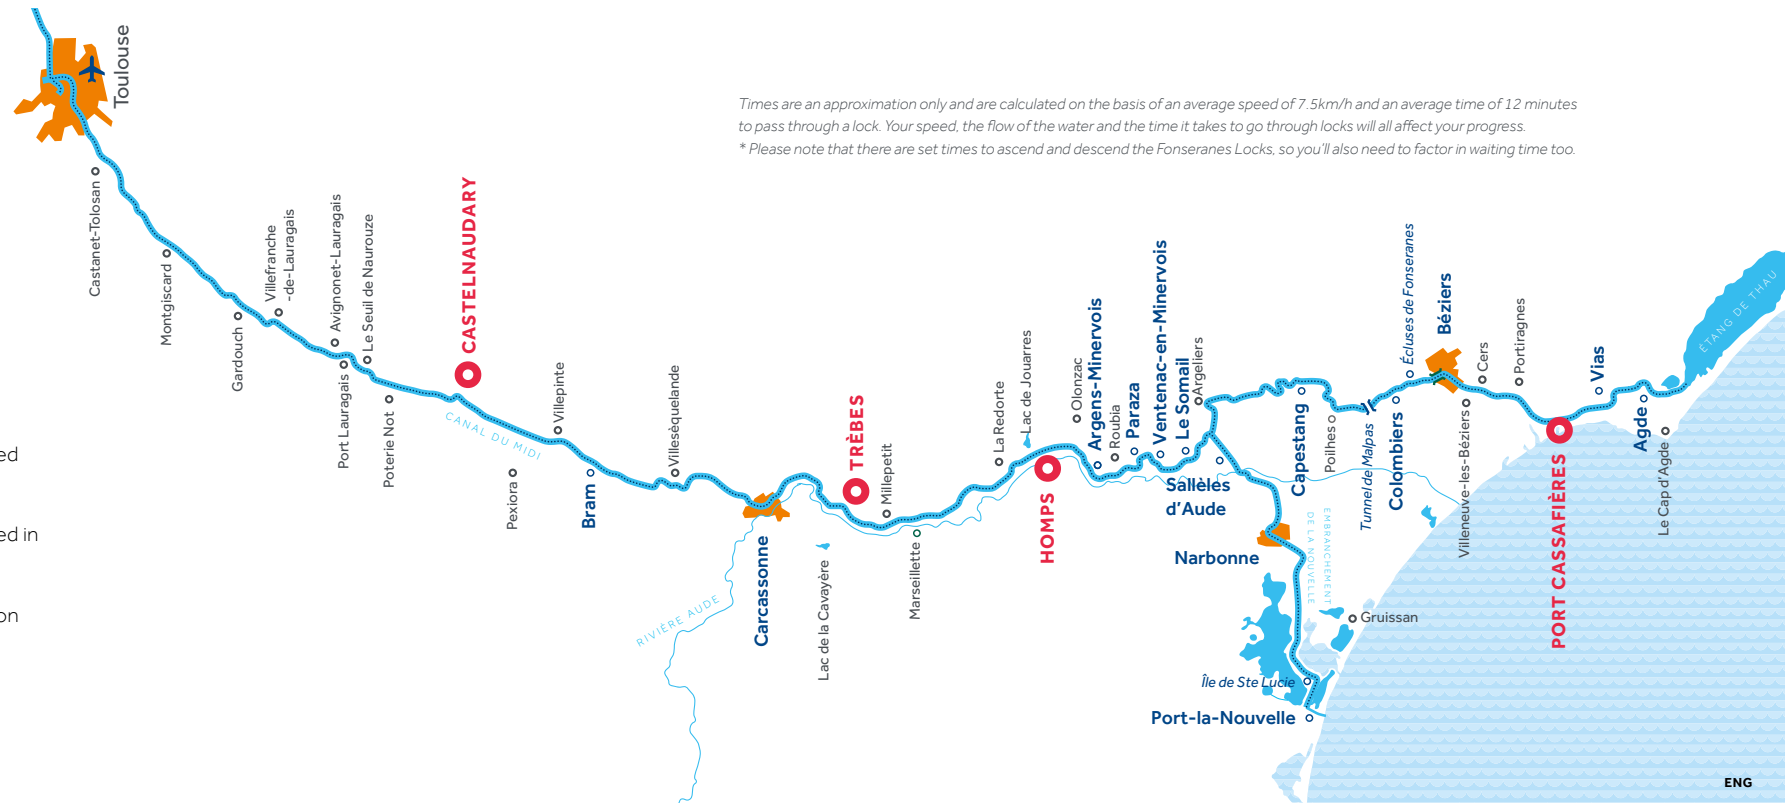 Toulouse
Times are an approximation only and are calculated on the basis of an average speed of 7.5km/h and an average time of 12 minutes
to pass through a lock. Your speed, the flow of the water and the time it takes to go through locks will all affect your progress.
* Please note that there are set times to ascend and descend the Fonseranes Locks, so you'll also need to factor in waiting time too.
Castanet-Tolosan
Montgiscard
Gardouch
Villefranche
-de-Lauragais
Avignonet-Lauragais
Port Lauragais
Le Seuil de Naurouze
Poterie Not
CASTELNAUDARY
CANAL DU MIDI
Pexiora
Villepinte
Bram
Villesèquelande
Carcassonne
RIVIÈRE AUDE
Lac de la Cavayère
TRÈBES
Millepetit
Marseillette
La Redorte
Lac de Jouarres
HOMPS
Olonzac
Argens-Minervois
Roubia
Paraza
Ventenac-en-Minervois
Le Somail
Argeliers
Sallèles
d'Aude
Narbonne
EMBRANCHEMENT
DE LA NOUVELLE
Gruissan
Île de Ste Lucie
Port-la-Nouvelle
Capestang
Poilhes
Tunnel de Malpas
Colombiers
Écluses de Fonseranes
Béziers
Villeneuve-les-Béziers
Cers
Portiragnes
PORT CASSAFIÈRES
Vias
Agde
Le Cap d'Agde
ÉTANG DE THAU
ed
ed in
on
ENG